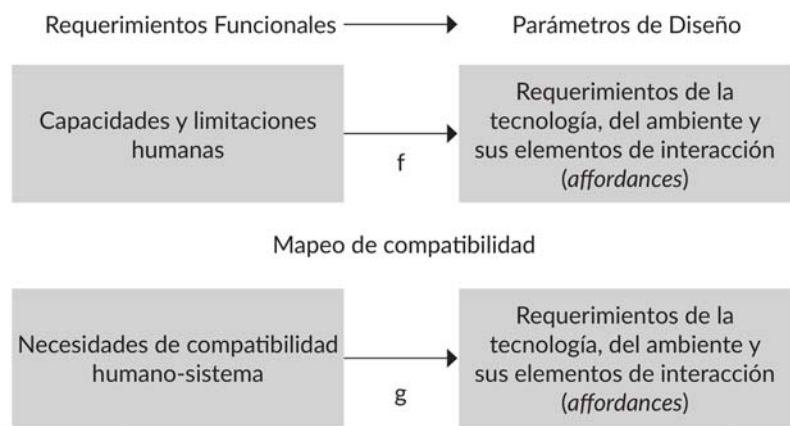 Requerimientos Funcionales
Parámetros de Diseño
Capacidades y limitaciones
humanas
f
Requerimientos de la
tecnología, del ambiente y
sus elementos de interacción
(affordances)
Mapeo de compatibilidad
Necesidades de compatibilidad
humano-sistema
g
Requerimientos de la
tecnología, del ambiente y
sus elementos de interacción
(affordances)